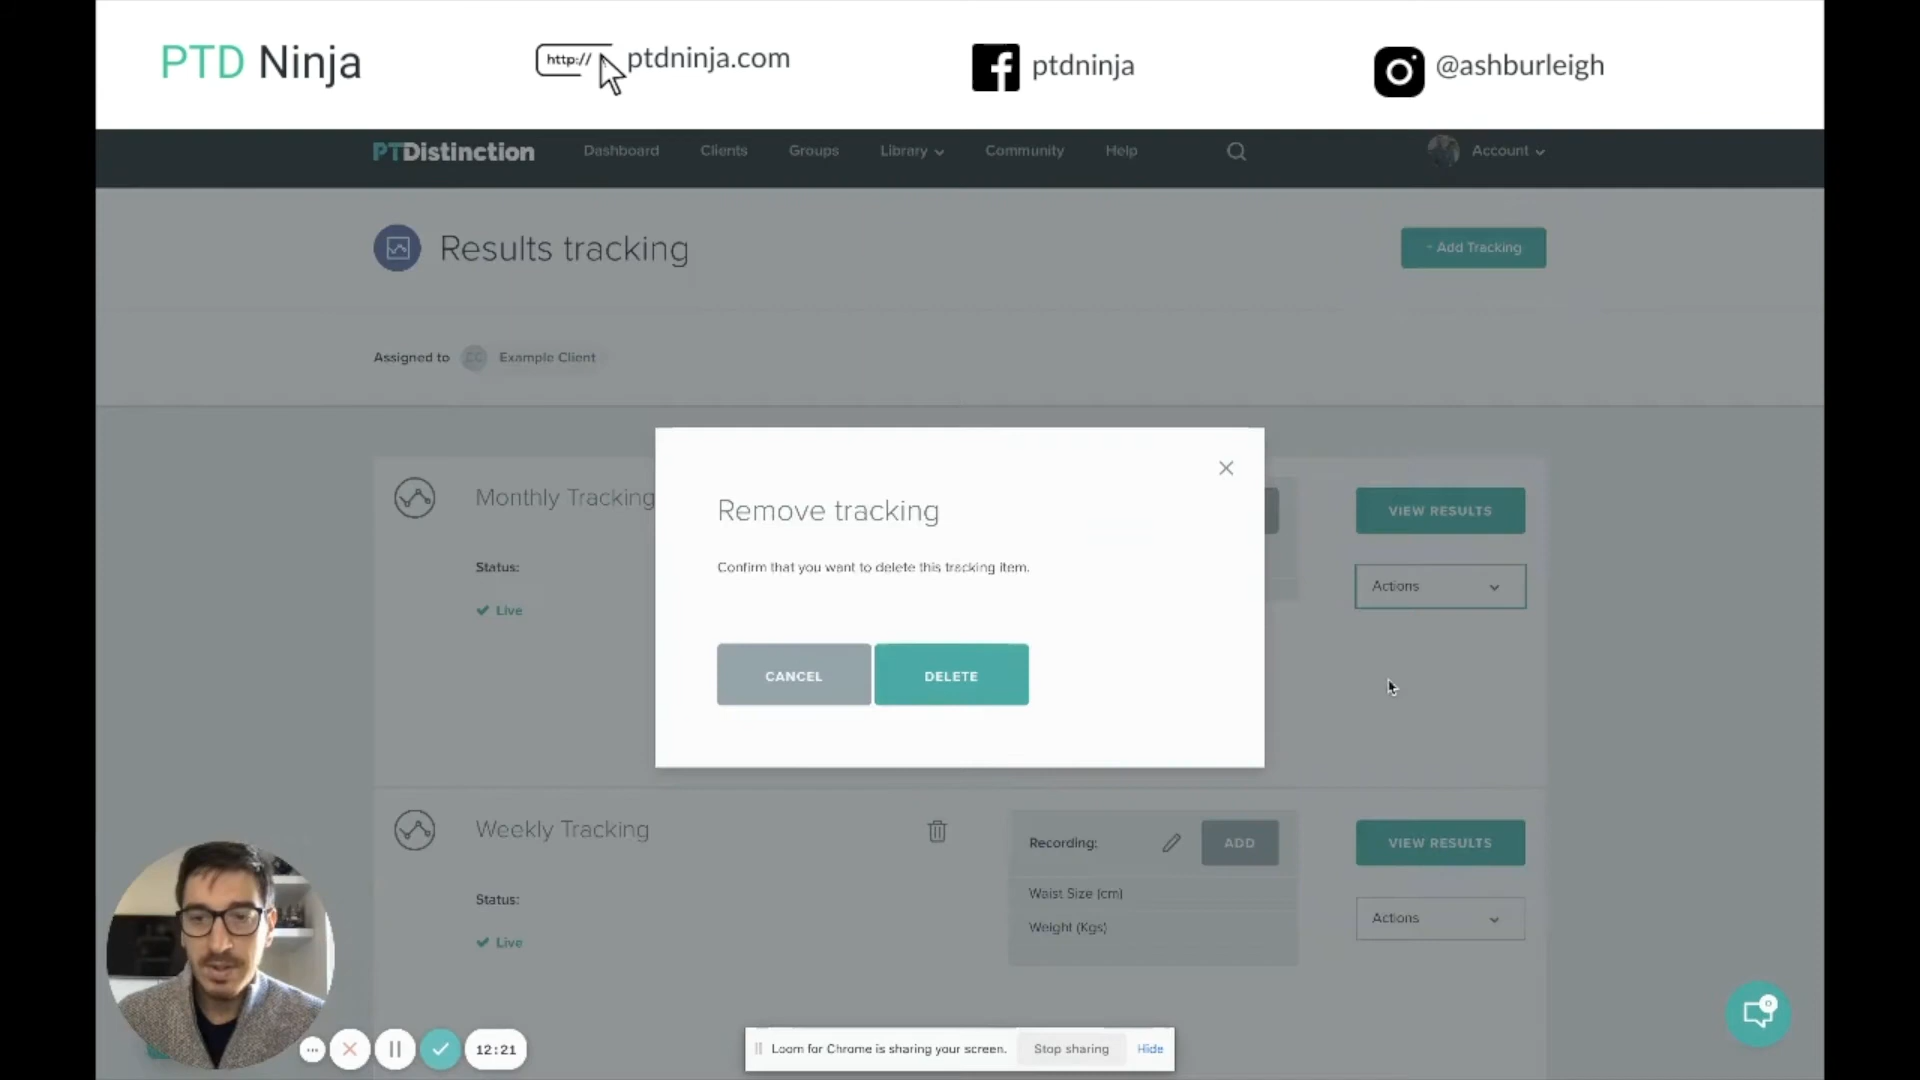 PTD Ninja
http://
ptdninja.com
ptdninja
@ashburleigh
PTDistinction
Dashboard
Clients
Groups
Library
Community
Help
Account
Results tracking
+ Add Tracking
Assigned to
EC
Example Client
Monthly Tracking
VIEW RESULTS
Status:
Actions
Live
Remove tracking
Confirm that you want to delete this tracking item.
CANCEL
DELETE
Weekly Tracking
Recording:
ADD
VIEW RESULTS
Waist Size (cm)
Status:
Actions
Weight (Kgs)
Live
0
12:21
Loom for Chrome is sharing your screen.
Stop sharing
Hide